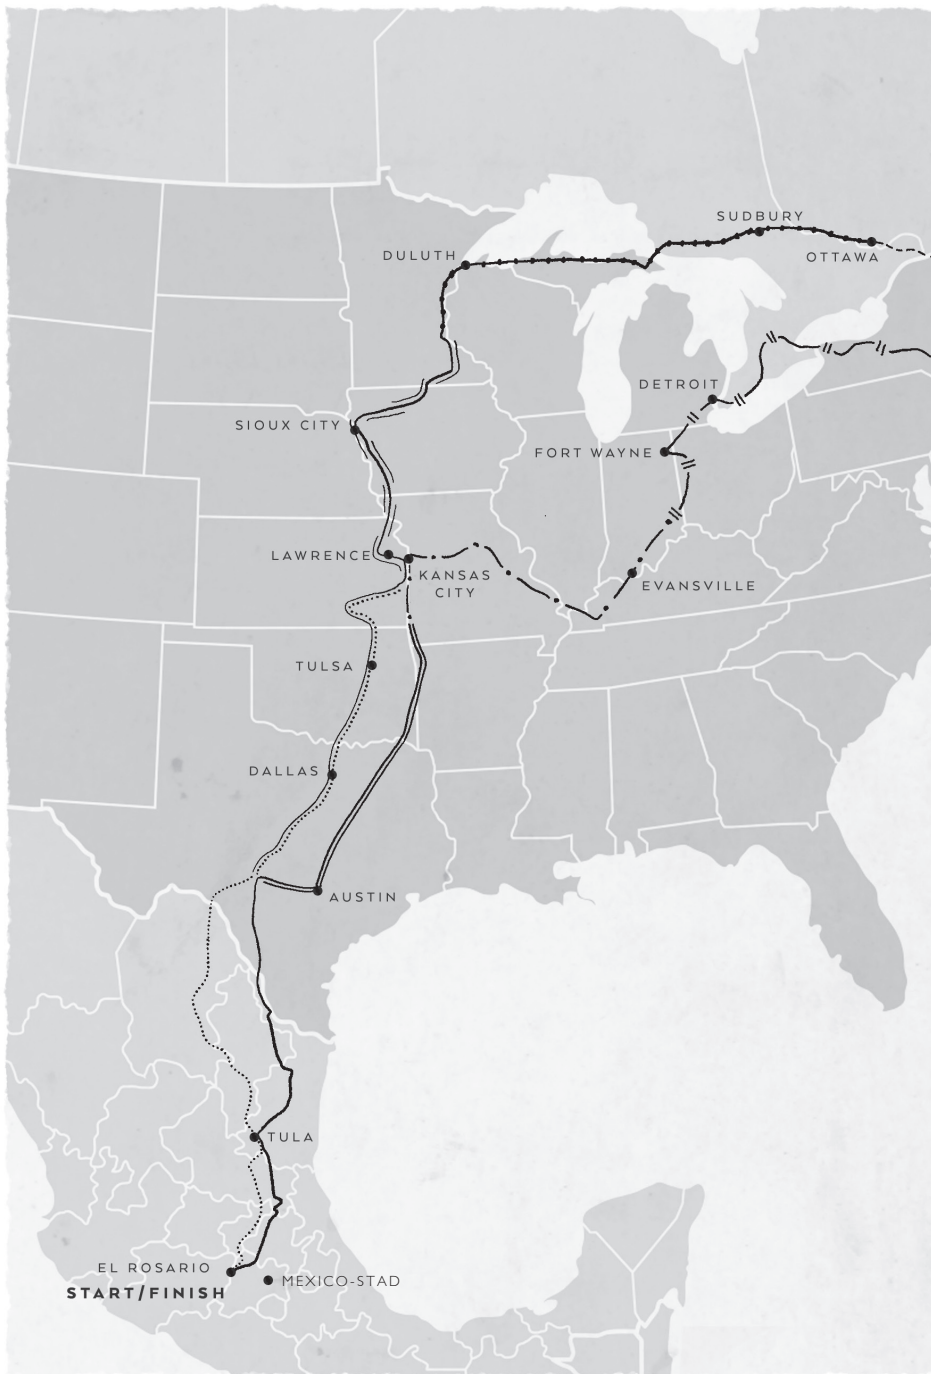 SUDBURY
DULUTH
OTTAWA
DETROIT
SIOUX CITY
FORT WAYNE
LAWRENCE
KANSAS
CITY
EVANSVILLE
TULSA
DALLAS
AUSTIN
TULA
EL ROSARIO
MEXICO-STAD
START/FINISH